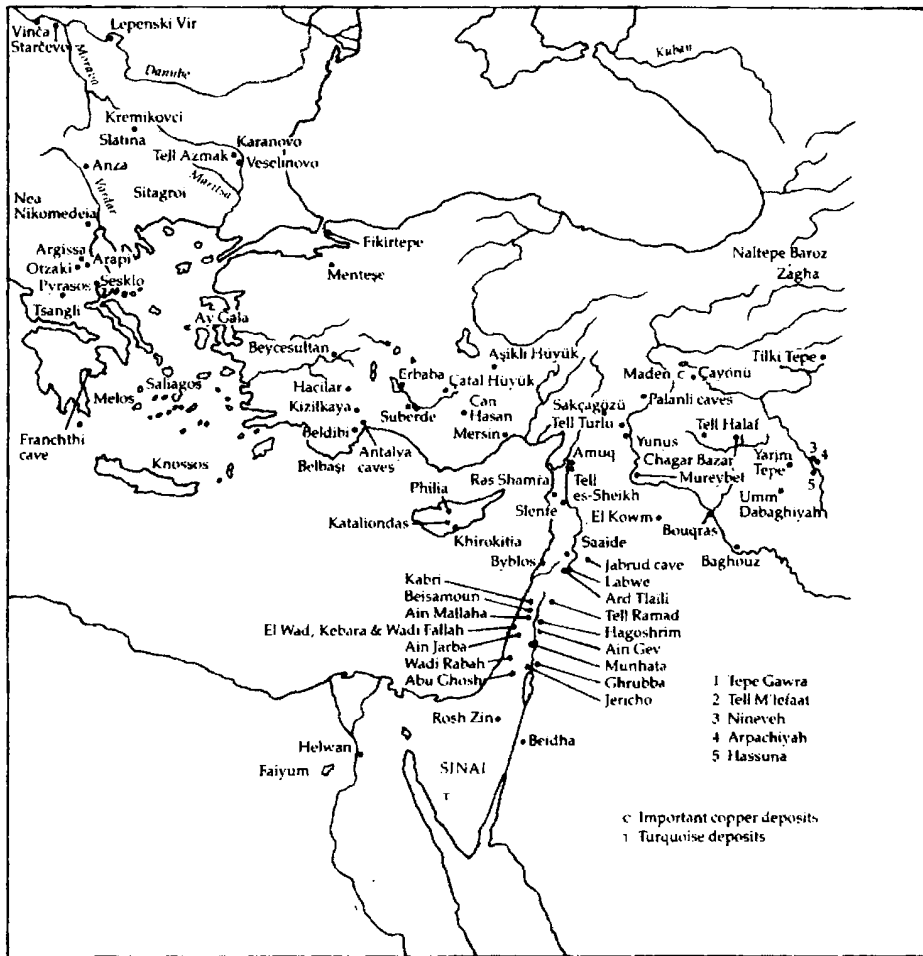 Vinča
Starčevo
Lepenski Vir
Morava
Danube
Kuban
Kremikovci
Slatina
Karanovo
Tell Azmak
Veselinovo
Anza
Maritsa
Sitagroi
Vardar
Nea
Nikomedeia
Fikirtepe
Argissa
Arapi
Otzaki
Menteşe
Naltepe Baroz
Zagha
Pyrasos
Sesklo
Tsangli
Ay Gala
Beycesultan
Aşikli Hüyük
Tilki Tepe
Erbaba
Maden
C
Çayönü
Hacilar
Çatal Hüyük
Palanli caves
Melos
Saliagos
Kizilkaya
Suberde
Can
Hasan
Sakçagözü
Tell Halaf
Tell Turlu
Beldibi
Mersin
Yunus
3
4
Franchthi
cave
Antalya
caves
Amuq
Chagar Bazar
Yarim
Tepe
5
Belbaşi
Knossos
Ras Shamra
Tell
es-Sheikh
Mureybet
Umm
Dabaghiyah
Philia
Slenfe
El Kowm
Bouqras
Kataliondas
Khirokitia
Saaide
Baghouz
Byblos
Jabrud cave
Labwe
Kabri
Ard Tlaili
Beisamoun
Tell Ramad
Ain Mallaha
Hagoshrim
El Wad, Kebara & Wadi Fallah
Ain Gev
Ain Jarba
Munhata
Wadi Rabah
Ghrubba
Abu Ghosh
Jericho
1 Tepe Gawra
2 Tell M'lefaat
3 Nineveh
4 Arpachiyah
5 Hassuna
Rosh Zin
Beidha
Helwan
Faiyum
SINAI
T
C Important copper deposits
T Turquoise deposits